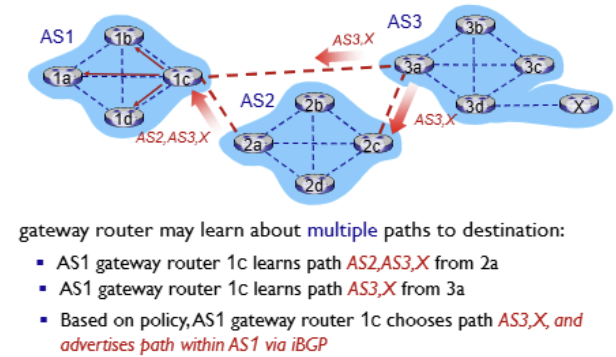 AS1
1b
1a
1c
1d
AS2,AS3,X
AS3,X
AS2
2b
2a
2c
2d
AS3
3b
3a
3c
3d
X
AS3,X
gateway router may learn about multiple paths to destination:
▪ AS1 gateway router 1c learns path AS2,AS3,X from 2a
▪ AS1 gateway router 1c learns path AS3,X from 3a
▪ Based on policy,AS1 gateway router 1c chooses path AS3,X, and
advertises path within AS1 via iBGP